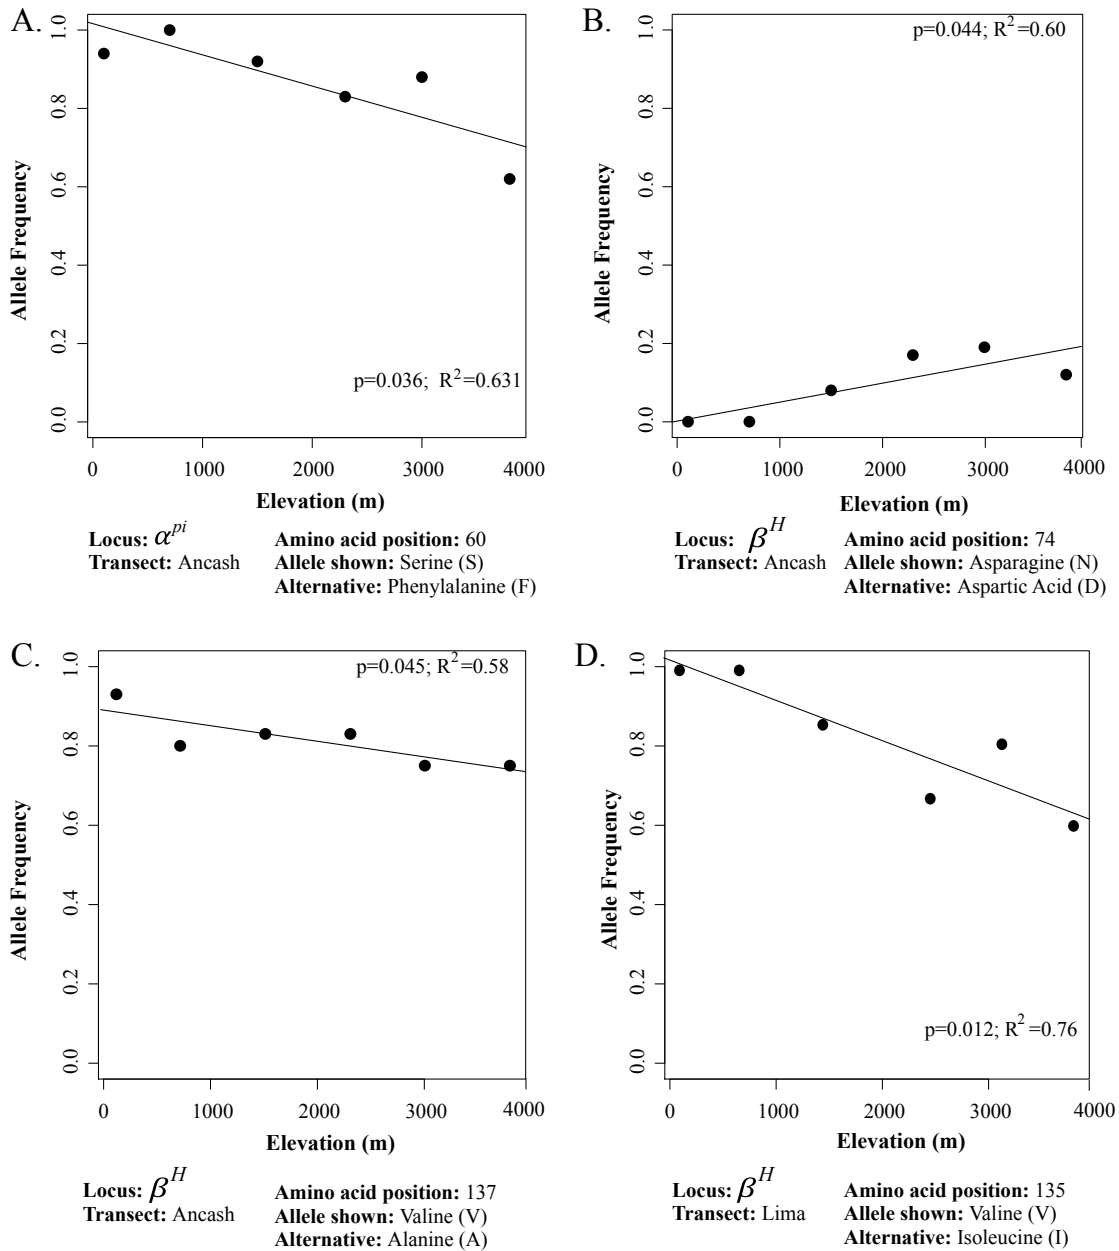 A.
1.0
0.8
0.6
0.4
0.2
0.0
Allele Frequency
p=0.036; R²=0.631
0 1000 2000 3000 4000
Elevation (m)
Locus: α^pi
Transect: Ancash
Amino acid position: 60
Allele shown: Serine (S)
Alternative: Phenylalanine (F)
B.
p=0.044; R²=0.60
1.0
0.8
0.6
0.4
0.2
0.0
Allele Frequency
0 1000 2000 3000 4000
Elevation (m)
Locus: β^H
Transect: Ancash
Amino acid position: 74
Allele shown: Asparagine (N)
Alternative: Aspartic Acid (D)
C.
p=0.045; R²=0.58
1.0
0.8
0.6
0.4
0.2
0.0
Allele Frequency
0 1000 2000 3000 4000
Elevation (m)
Locus: β^H
Transect: Ancash
Amino acid position: 137
Allele shown: Valine (V)
Alternative: Alanine (A)
D.
1.0
0.8
0.6
0.4
0.2
0.0
Allele Frequency
p=0.012; R²=0.76
0 1000 2000 3000 4000
Elevation (m)
Locus: β^H
Transect: Lima
Amino acid position: 135
Allele shown: Valine (V)
Alternative: Isoleucine (I)